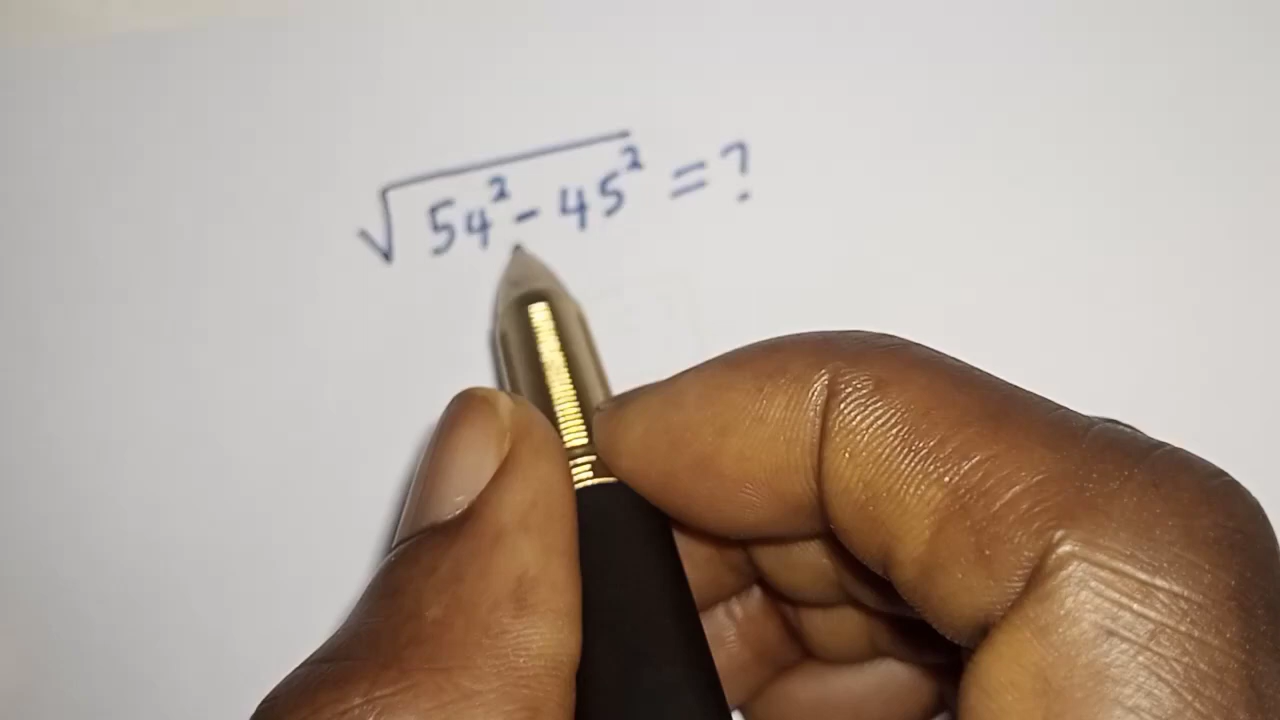 √(54² - 45²) = ?